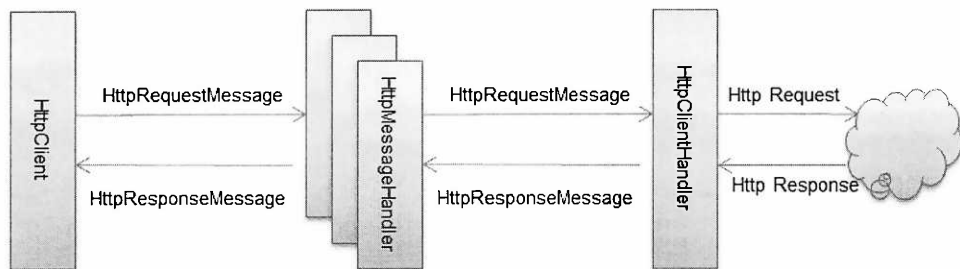 HttpClient
HttpRequestMessage
HttpResponseMessage
HttpMessageHandler
HttpRequestMessage
HttpResponseMessage
HttpClientHandler
Http Request
Http Response